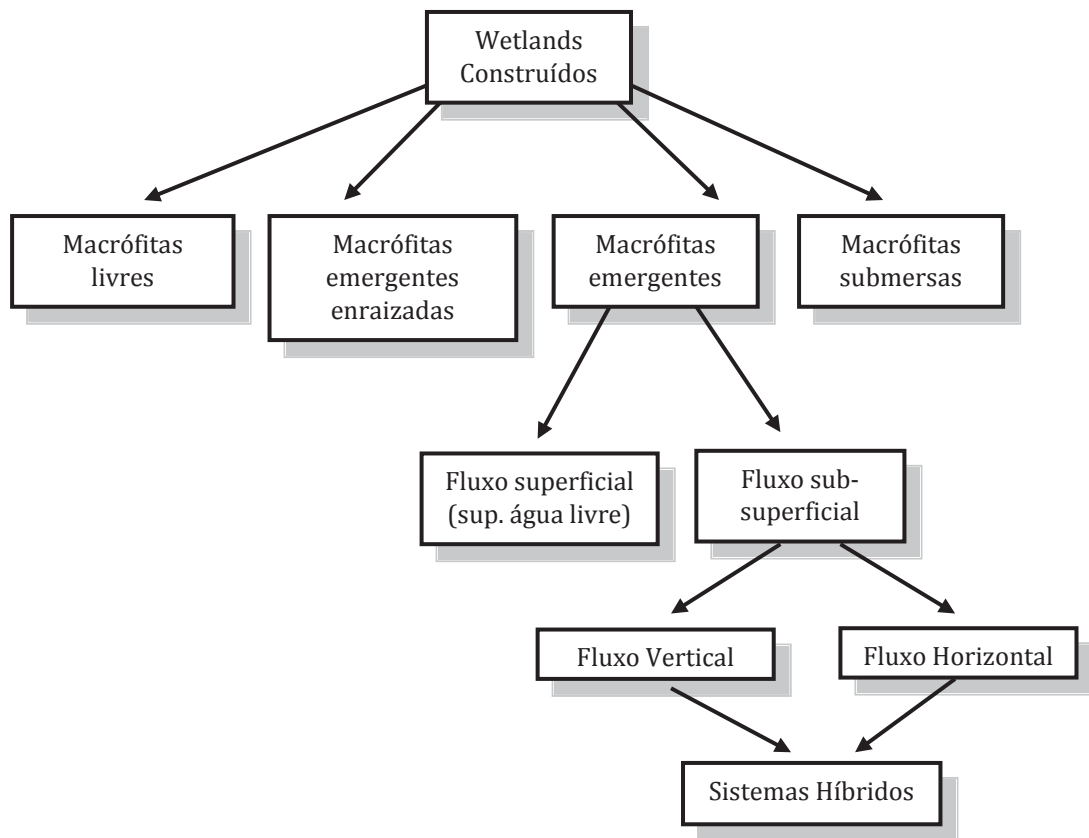 Wetlands
Construídos
Macrófitas
livres
Macrófitas
emergentes
enraizadas
Macrófitas
emergentes
Macrófitas
submersas
Fluxo superficial
(sup. água livre)
Fluxo sub-
superficial
Fluxo Vertical
Fluxo Horizontal
Sistemas Híbridos